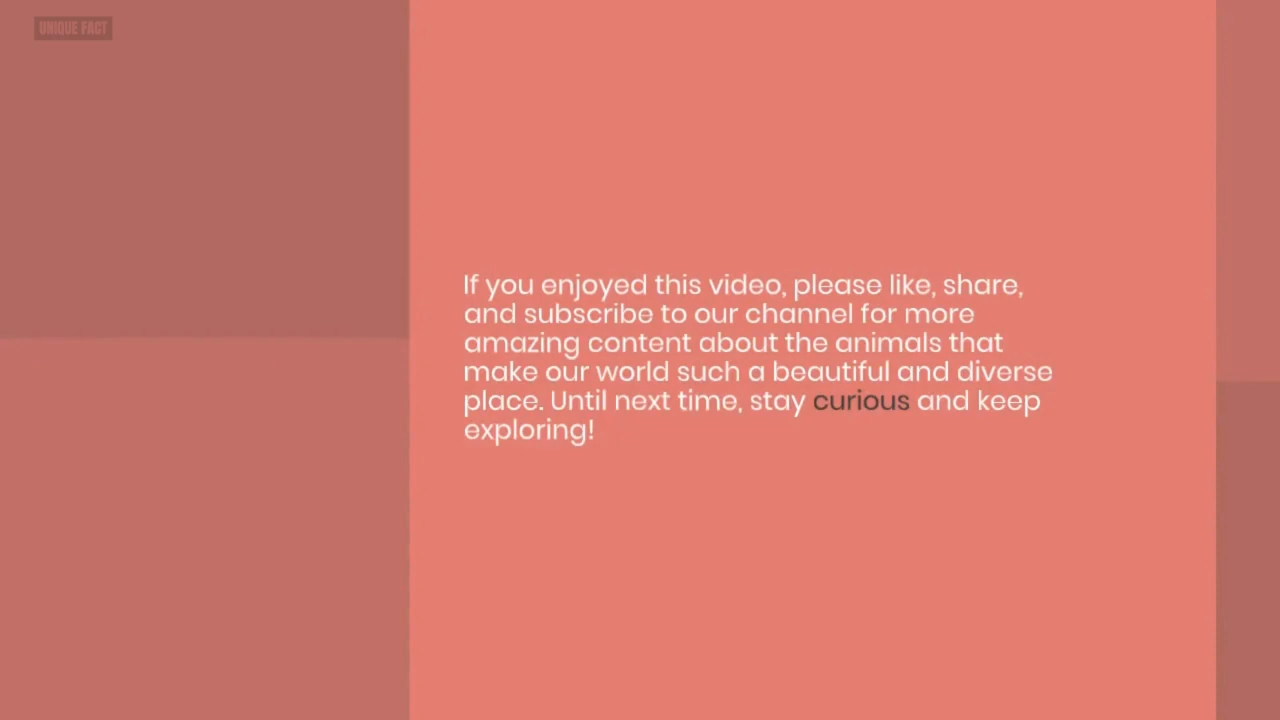 UNIQUE FACT
If you enjoyed this video, please like, share,
and subscribe to our channel for more
amazing content about the animals that
make our world such a beautiful and diverse
place. Until next time, stay curious and keep
exploring!